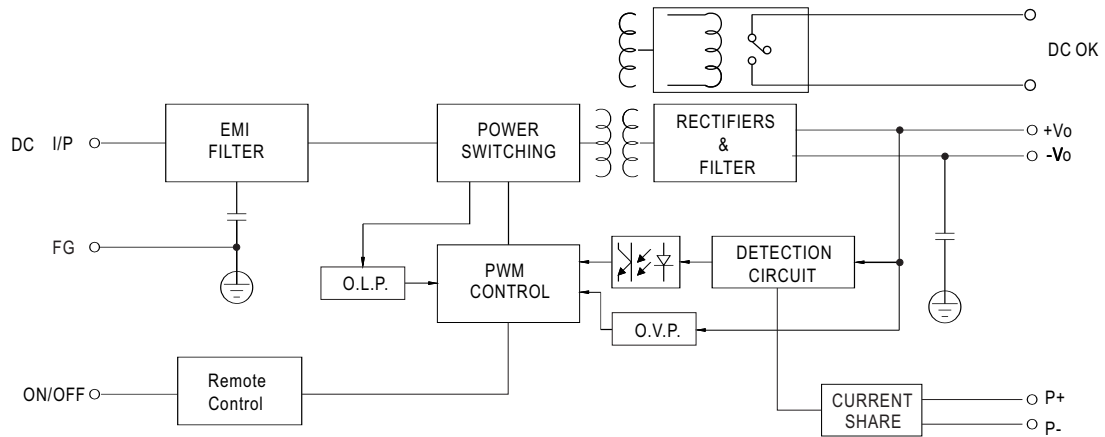 DC OK
DC I/P
EMI
FILTER
POWER
SWITCHING
RECTIFIERS
&
FILTER
+Vo
-Vo
FG
O.L.P.
PWM
CONTROL
DETECTION
CIRCUIT
O.V.P.
ON/OFF
Remote
Control
CURRENT
SHARE
P+
P-